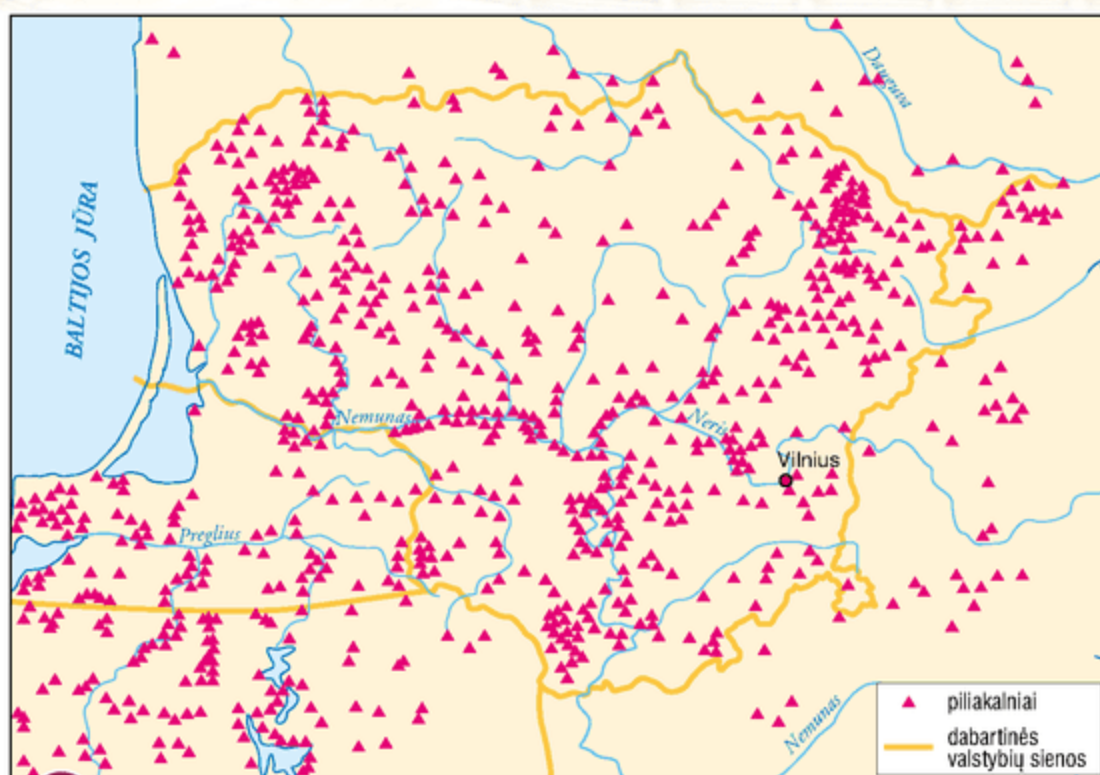 Dauguva
BALTIJOS JŪRA
Nemunas
Neris
Vilnius
Preglius
Nemunas
piliakalniai
dabartinės
valstybių sienos